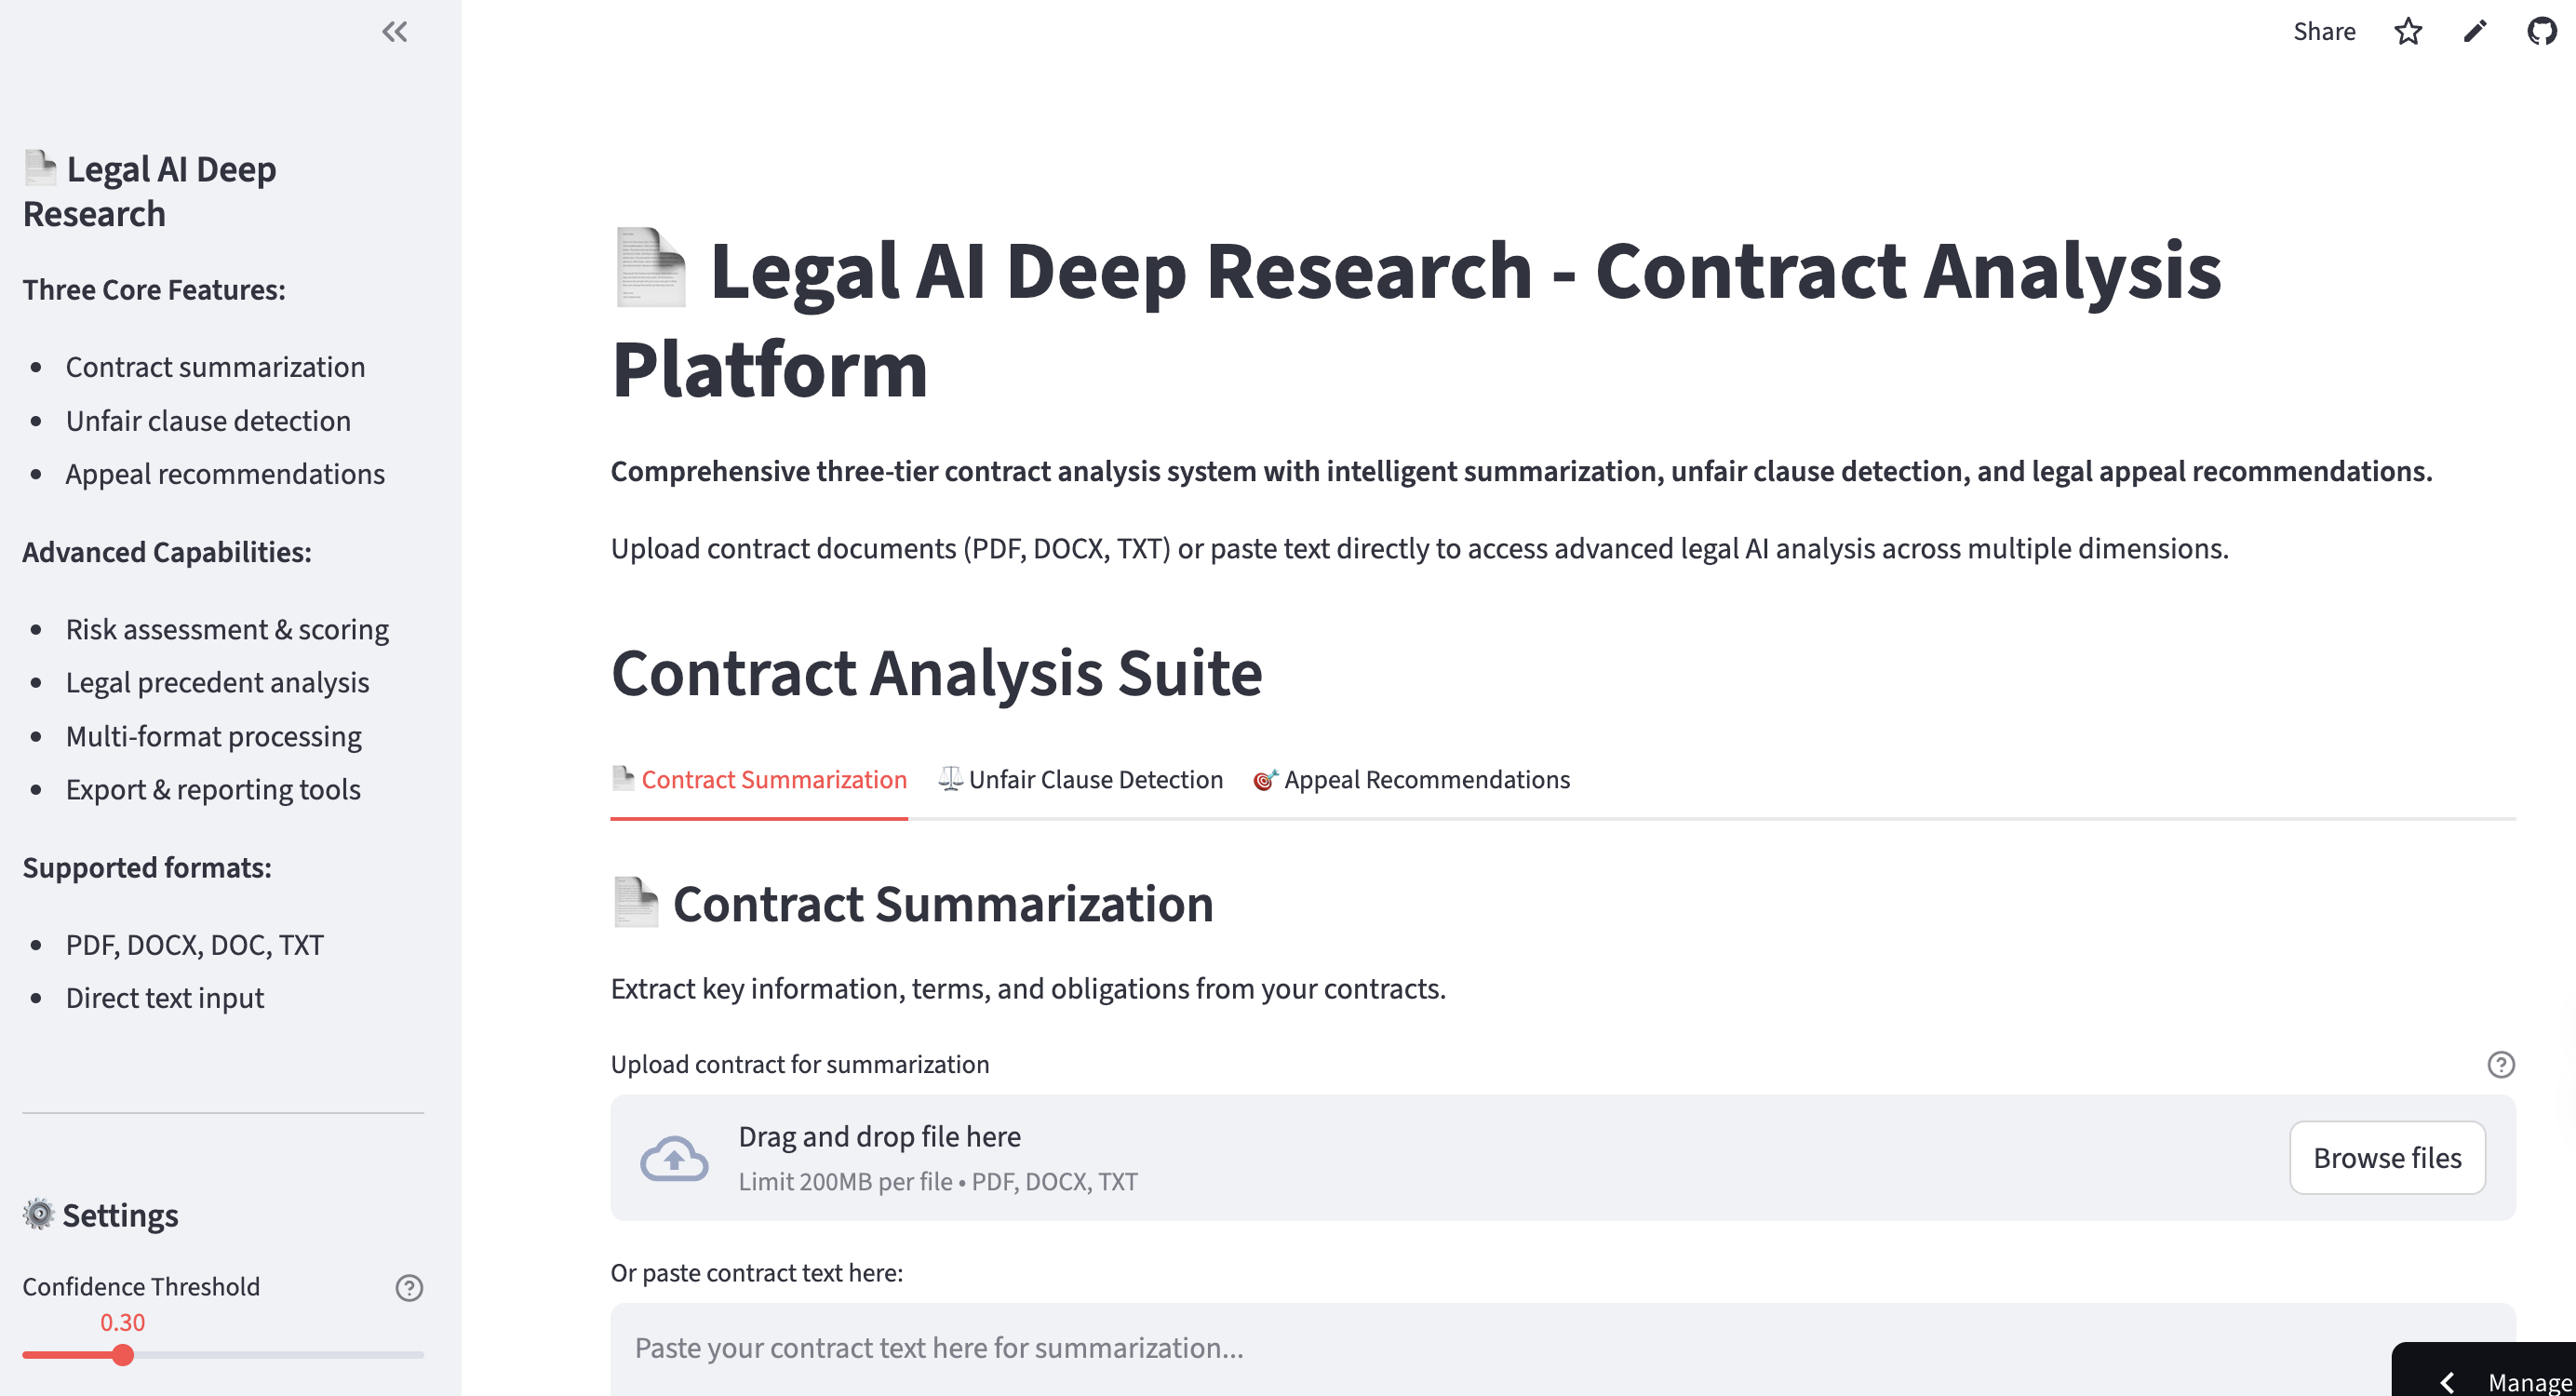 Share
Legal AI Deep
Research
Three Core Features:
Contract summarization
Unfair clause detection
Appeal recommendations
Advanced Capabilities:
Risk assessment & scoring
Legal precedent analysis
Multi-format processing
Export & reporting tools
Supported formats:
PDF, DOCX, DOC, TXT
Direct text input
Settings
Confidence Threshold
0.30
Legal AI Deep Research - Contract Analysis
Platform
Comprehensive three-tier contract analysis system with intelligent summarization, unfair clause detection, and legal appeal recommendations.
Upload contract documents (PDF, DOCX, TXT) or paste text directly to access advanced legal AI analysis across multiple dimensions.
Contract Analysis Suite
Contract Summarization Unfair Clause Detection Appeal Recommendations
Contract Summarization
Extract key information, terms, and obligations from your contracts.
Upload contract for summarization
Drag and drop file here
Limit 200MB per file • PDF, DOCX, TXT
Browse files
Or paste contract text here:
Paste your contract text here for summarization...
Manage